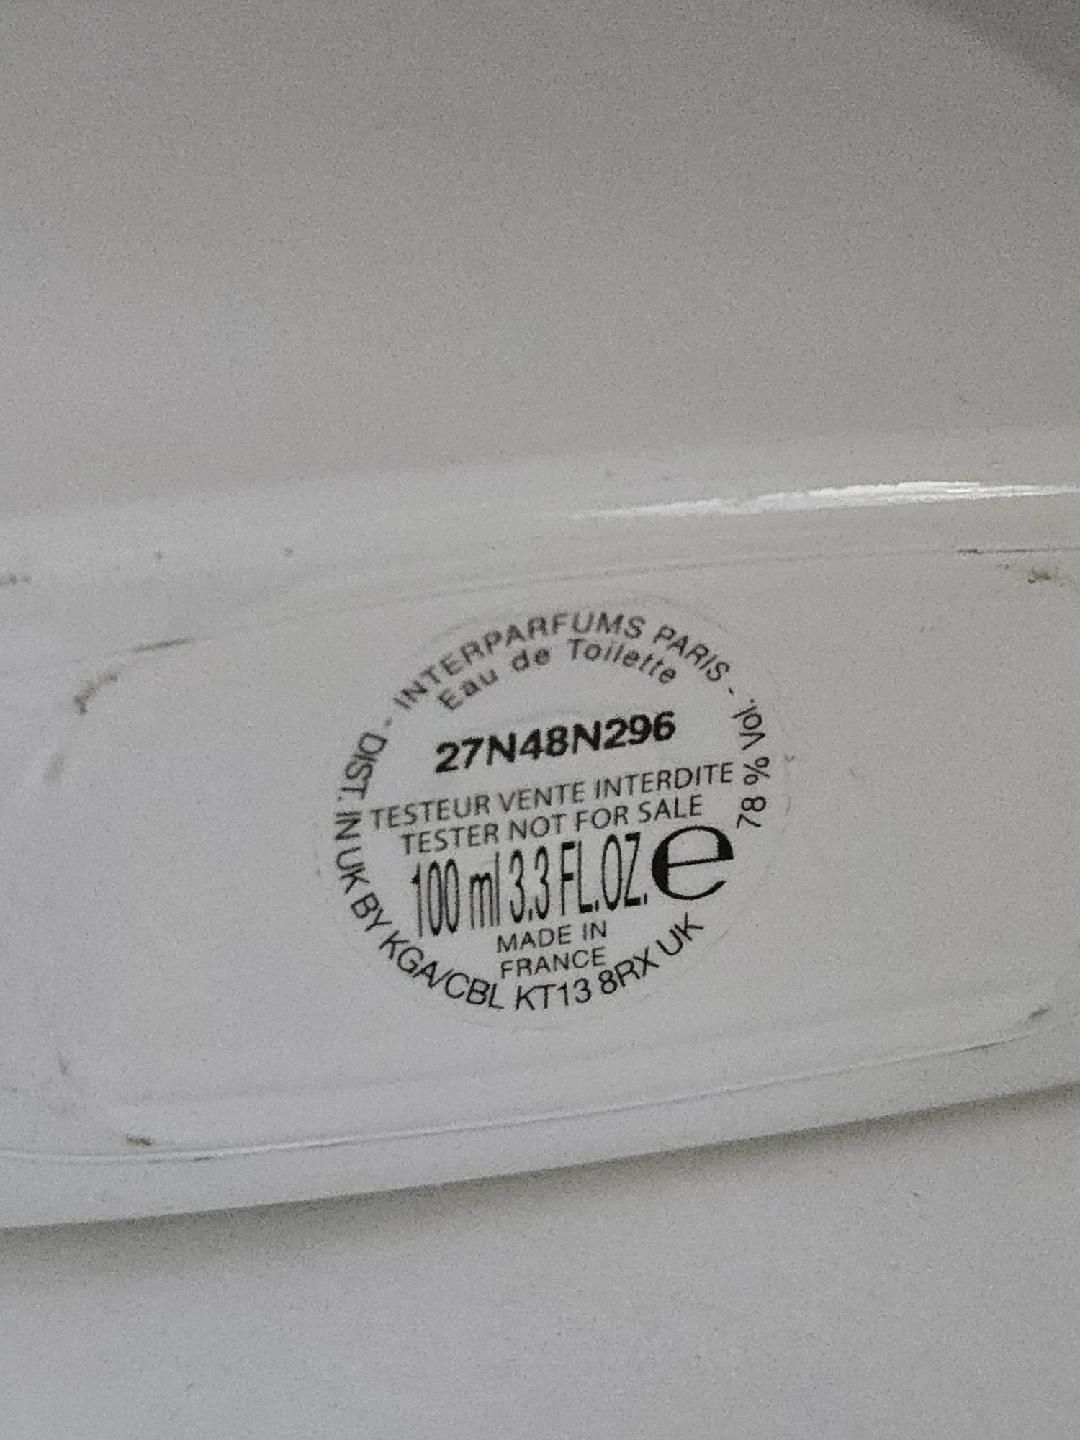 - INTERPARFUMS PARIS -
Eau de Toilette
27N48N296
TESTEUR VENTE INTERDITE
TESTER NOT FOR SALE
100 ml 3.3 FL.OZ. e
MADE IN
FRANCE
78 % Vol.
DIST. IN UK BY KGA/CBL KT13 8RX UK